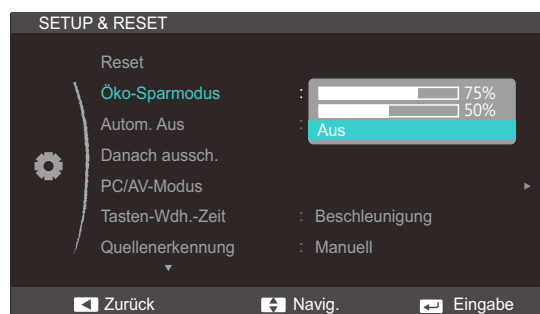 SETUP & RESET
Reset
Öko-Sparmodus :
75%
50%
Aus
Autom. Aus :
Danach aussch.
PC/AV-Modus
Tasten-Wdh.-Zeit : Beschleunigung
Quellenerkennung : Manuell
Zurück Navig. Eingabe